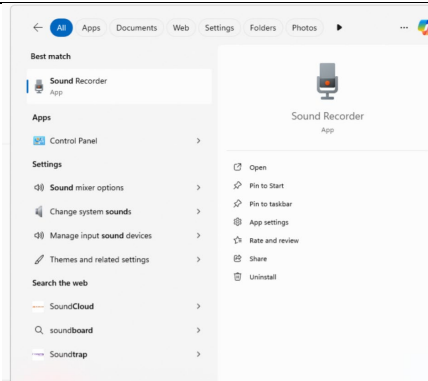 All Apps Documents Web Settings Folders Photos ...
Best match
Sound Recorder
App
Apps
Control Panel
Settings
Sound mixer options
Change system sounds
Manage input sound devices
Themes and related settings
Search the web
SoundCloud
soundboard
Soundtrap
Sound Recorder
App
Open
Pin to Start
Pin to taskbar
App settings
Rate and review
Share
Uninstall